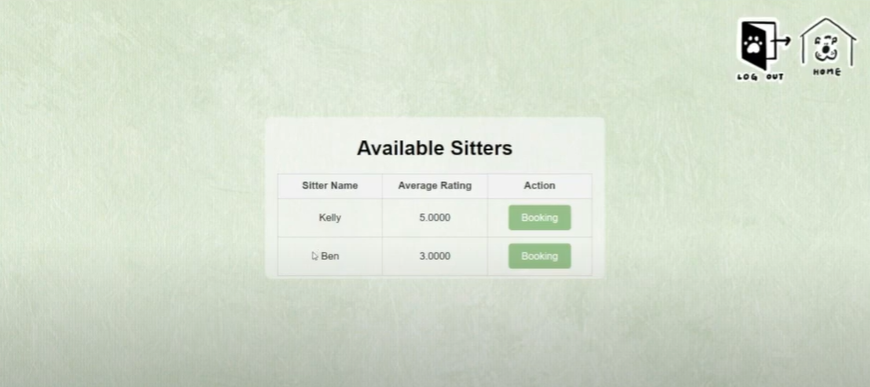 LOG OUT HOME
Available Sitters
Sitter Name Average Rating Action
Kelly 5.0000 Booking
Ben 3.0000 Booking